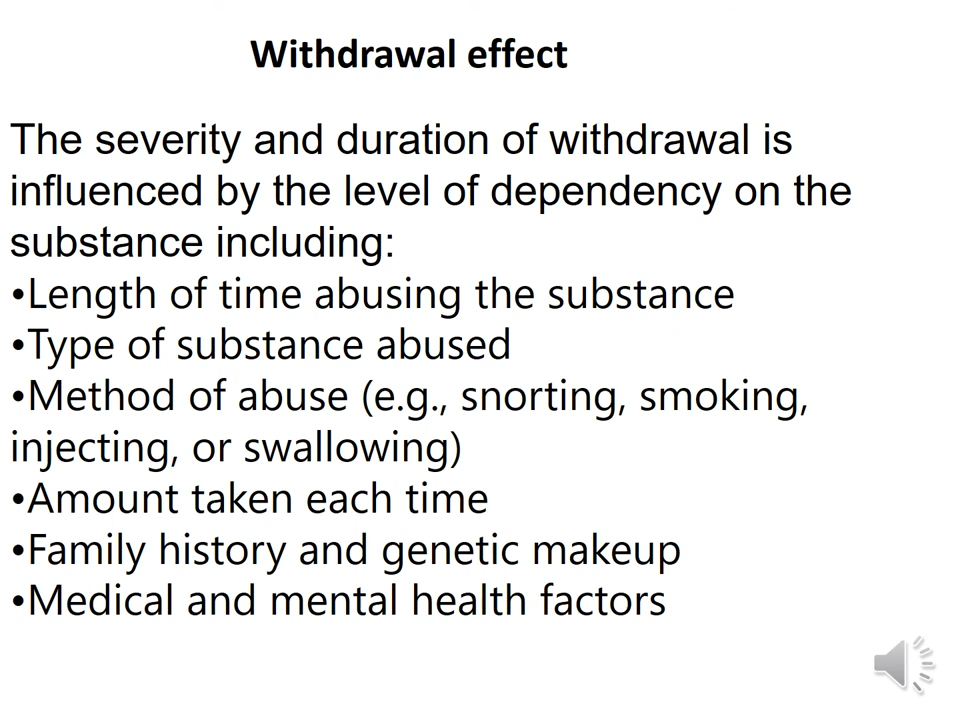 Withdrawal effect
The severity and duration of withdrawal is
influenced by the level of dependency on the
substance including:
•Length of time abusing the substance
•Type of substance abused
•Method of abuse (e.g., snorting, smoking,
injecting, or swallowing)
•Amount taken each time
•Family history and genetic makeup
•Medical and mental health factors